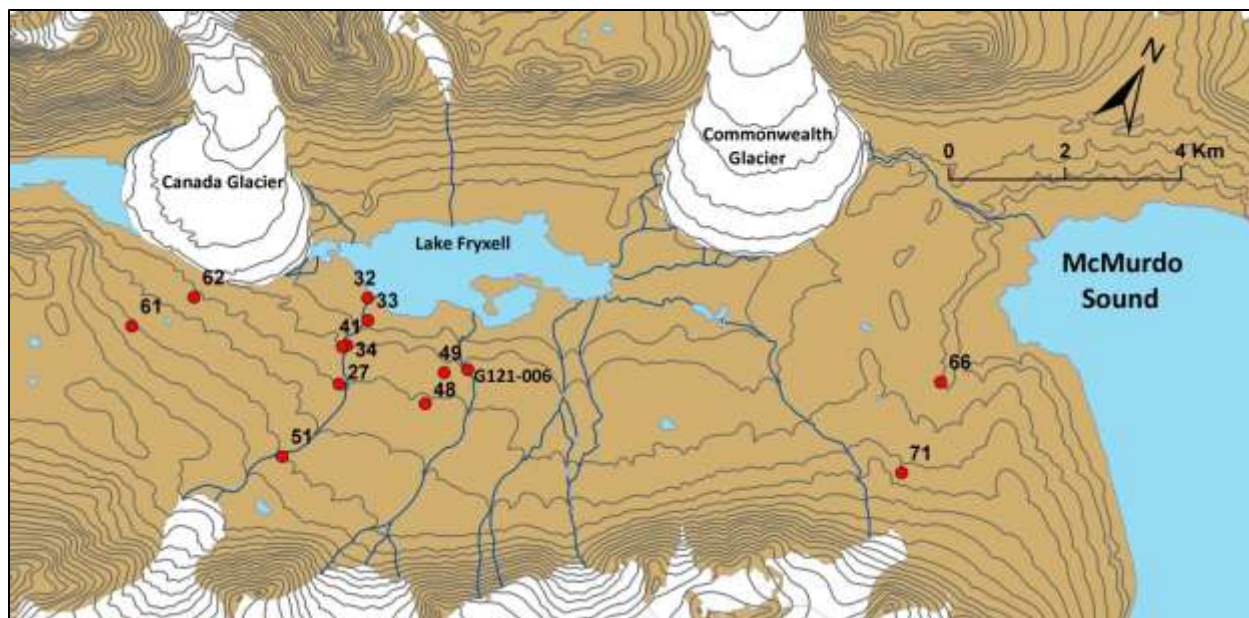 N
Commonwealth
Glacier
0 2 4 Km
Canada Glacier
Lake Fryxell
McMurdo
Sound
62
32
33
61
41
34
49
G121-006
27
48
66
51
71